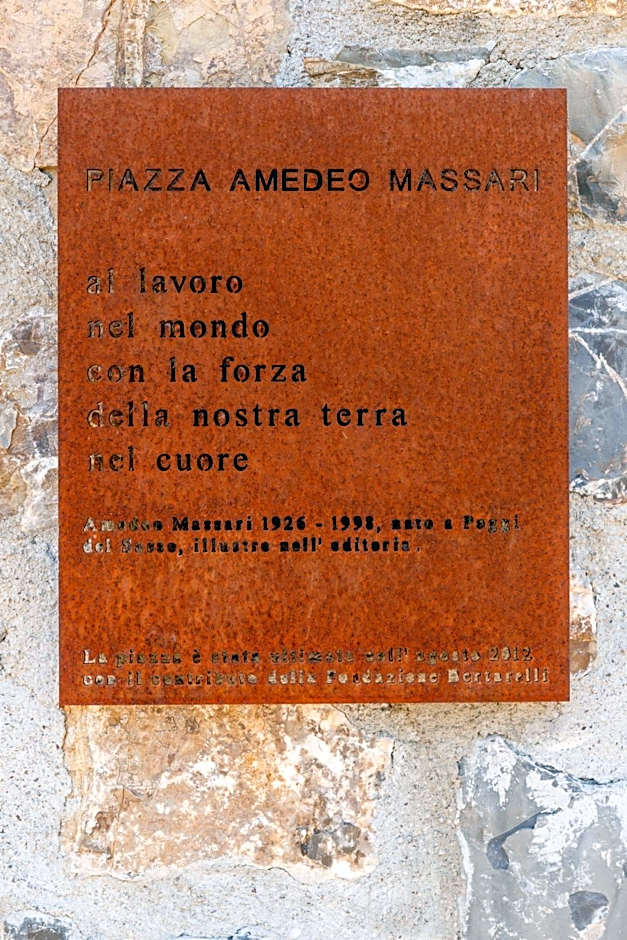 PIAZZA AMEDEO MASSARI
al lavoro
nel mondo
con la forza
della nostra terra
nel cuore
Amedeo Massari 1926 - 1998, nato a Poggi
del Sasso, illustre nell' editoria.
La piazza è stata ultimata nell' agosto 2012
con il contributo della Fondazione Bertarelli